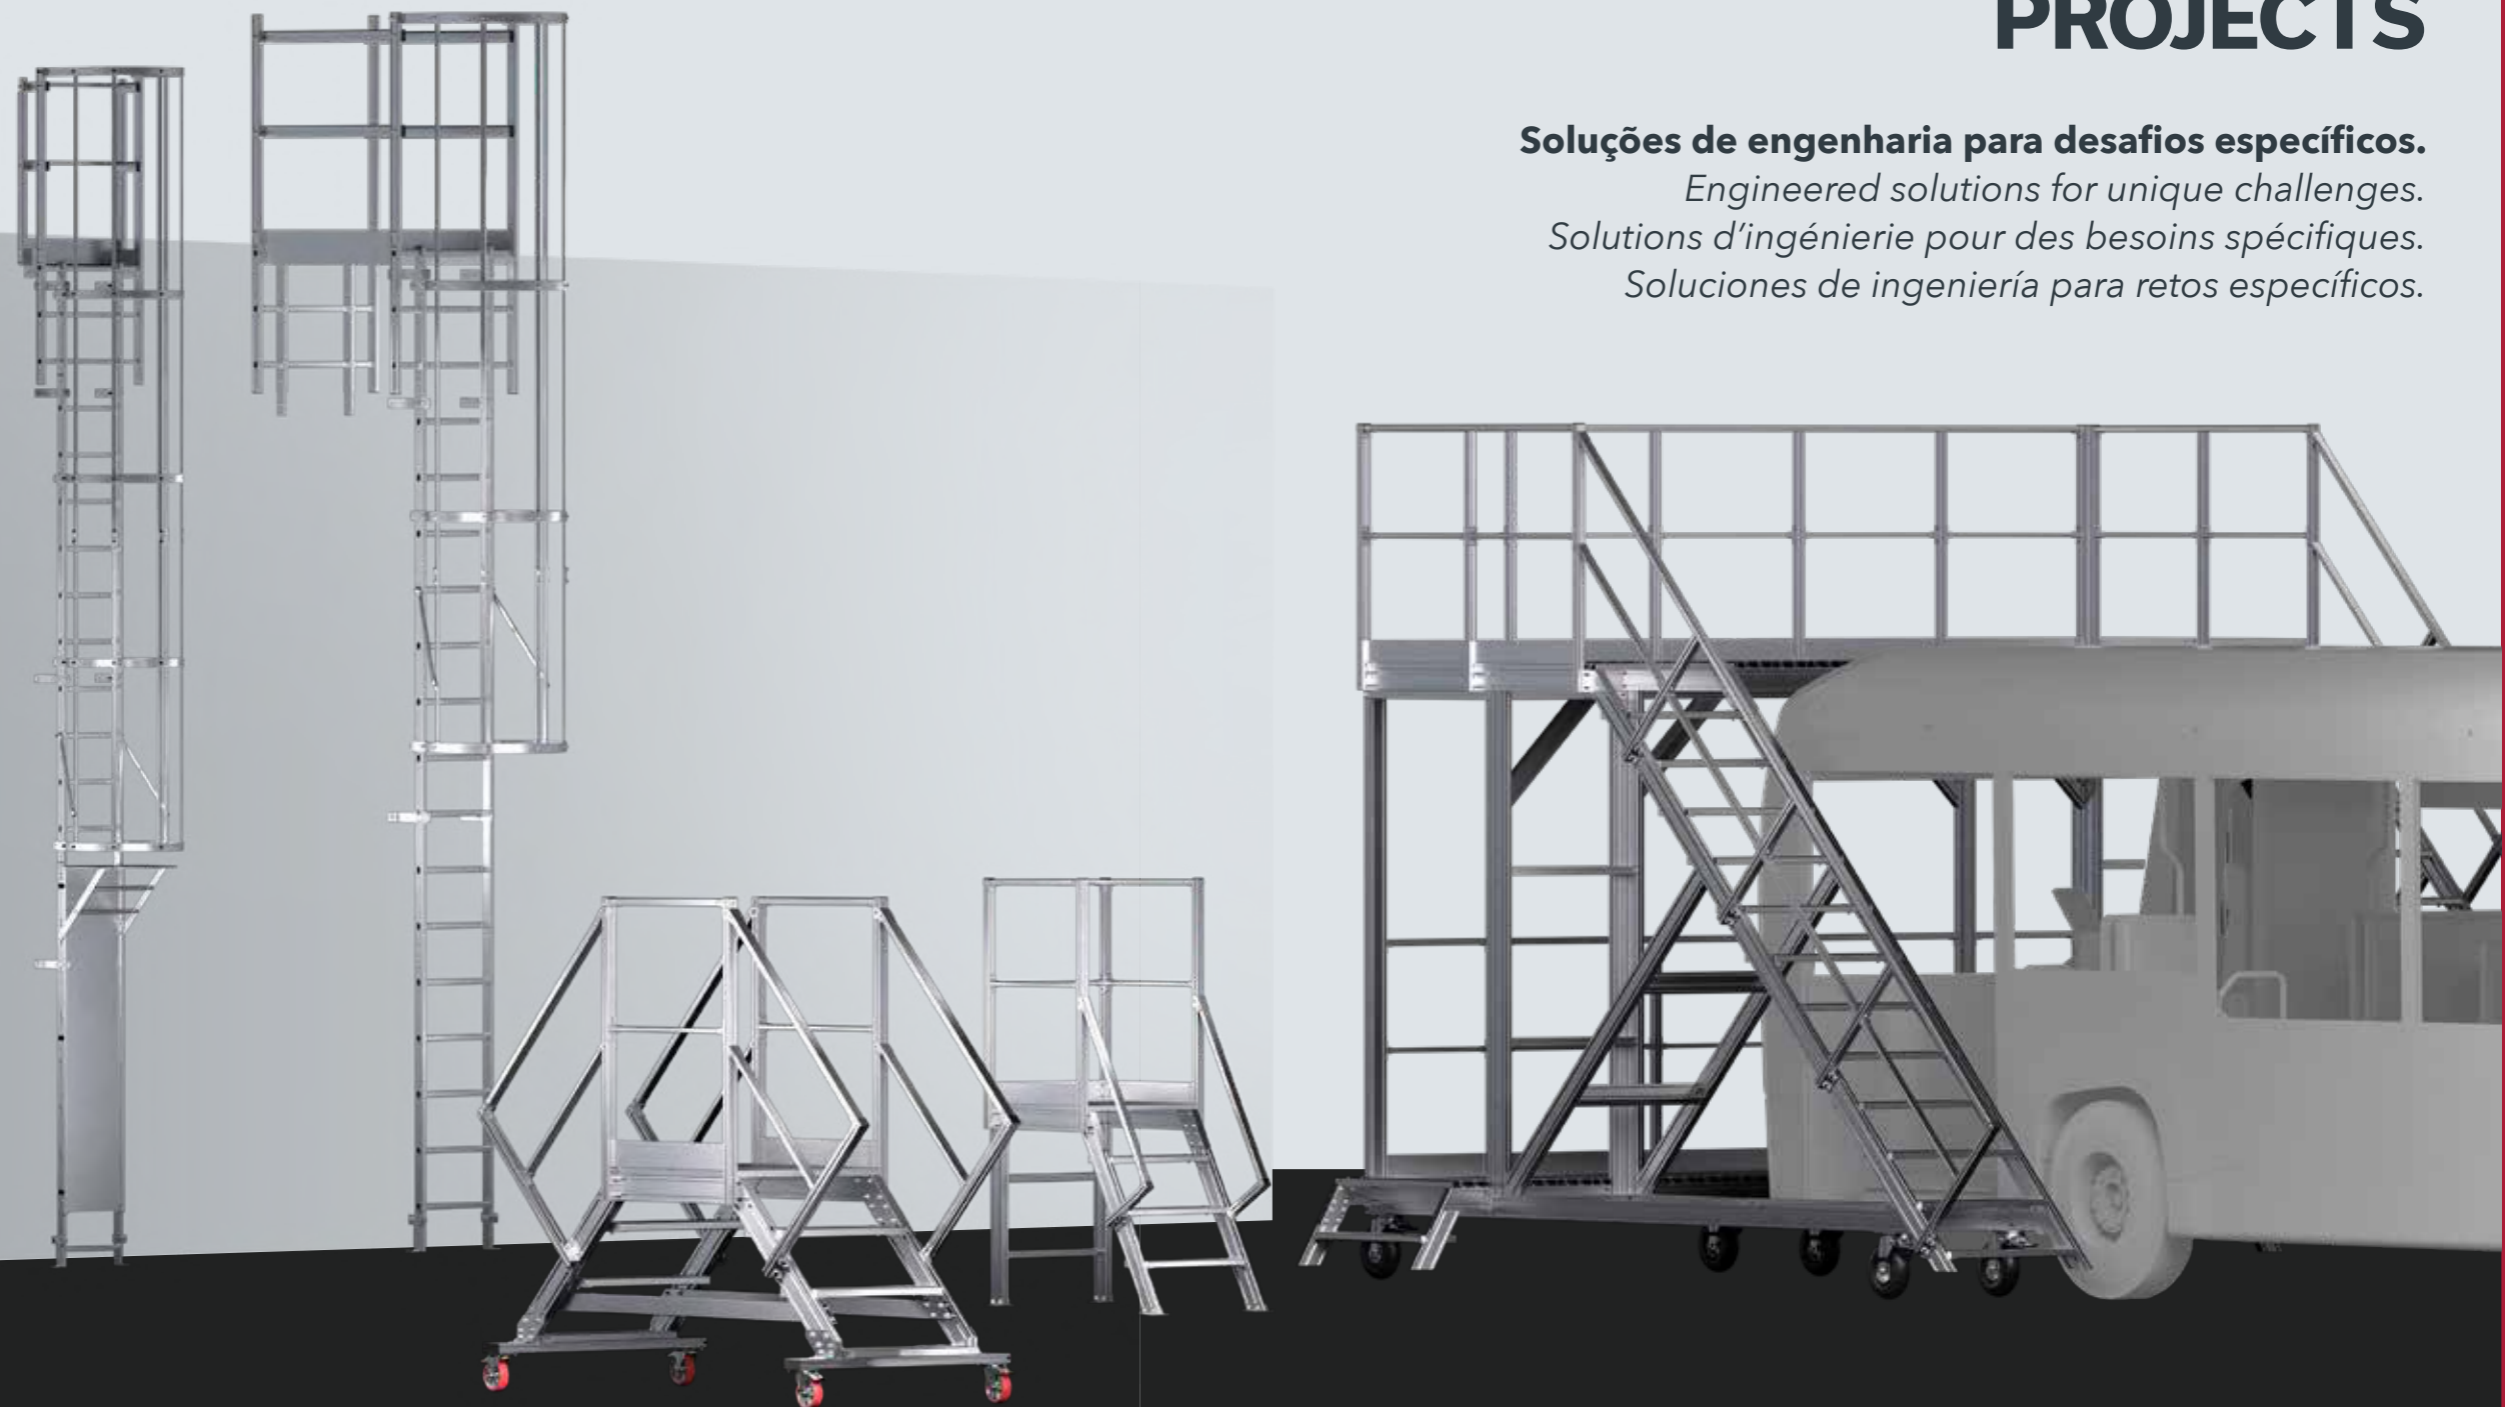 PROJECTS
Soluções de engenharia para desafios específicos.
Engineered solutions for unique challenges.
Solutions d’ingénierie pour des besoins spécifiques.
Soluciones de ingeniería para retos específicos.